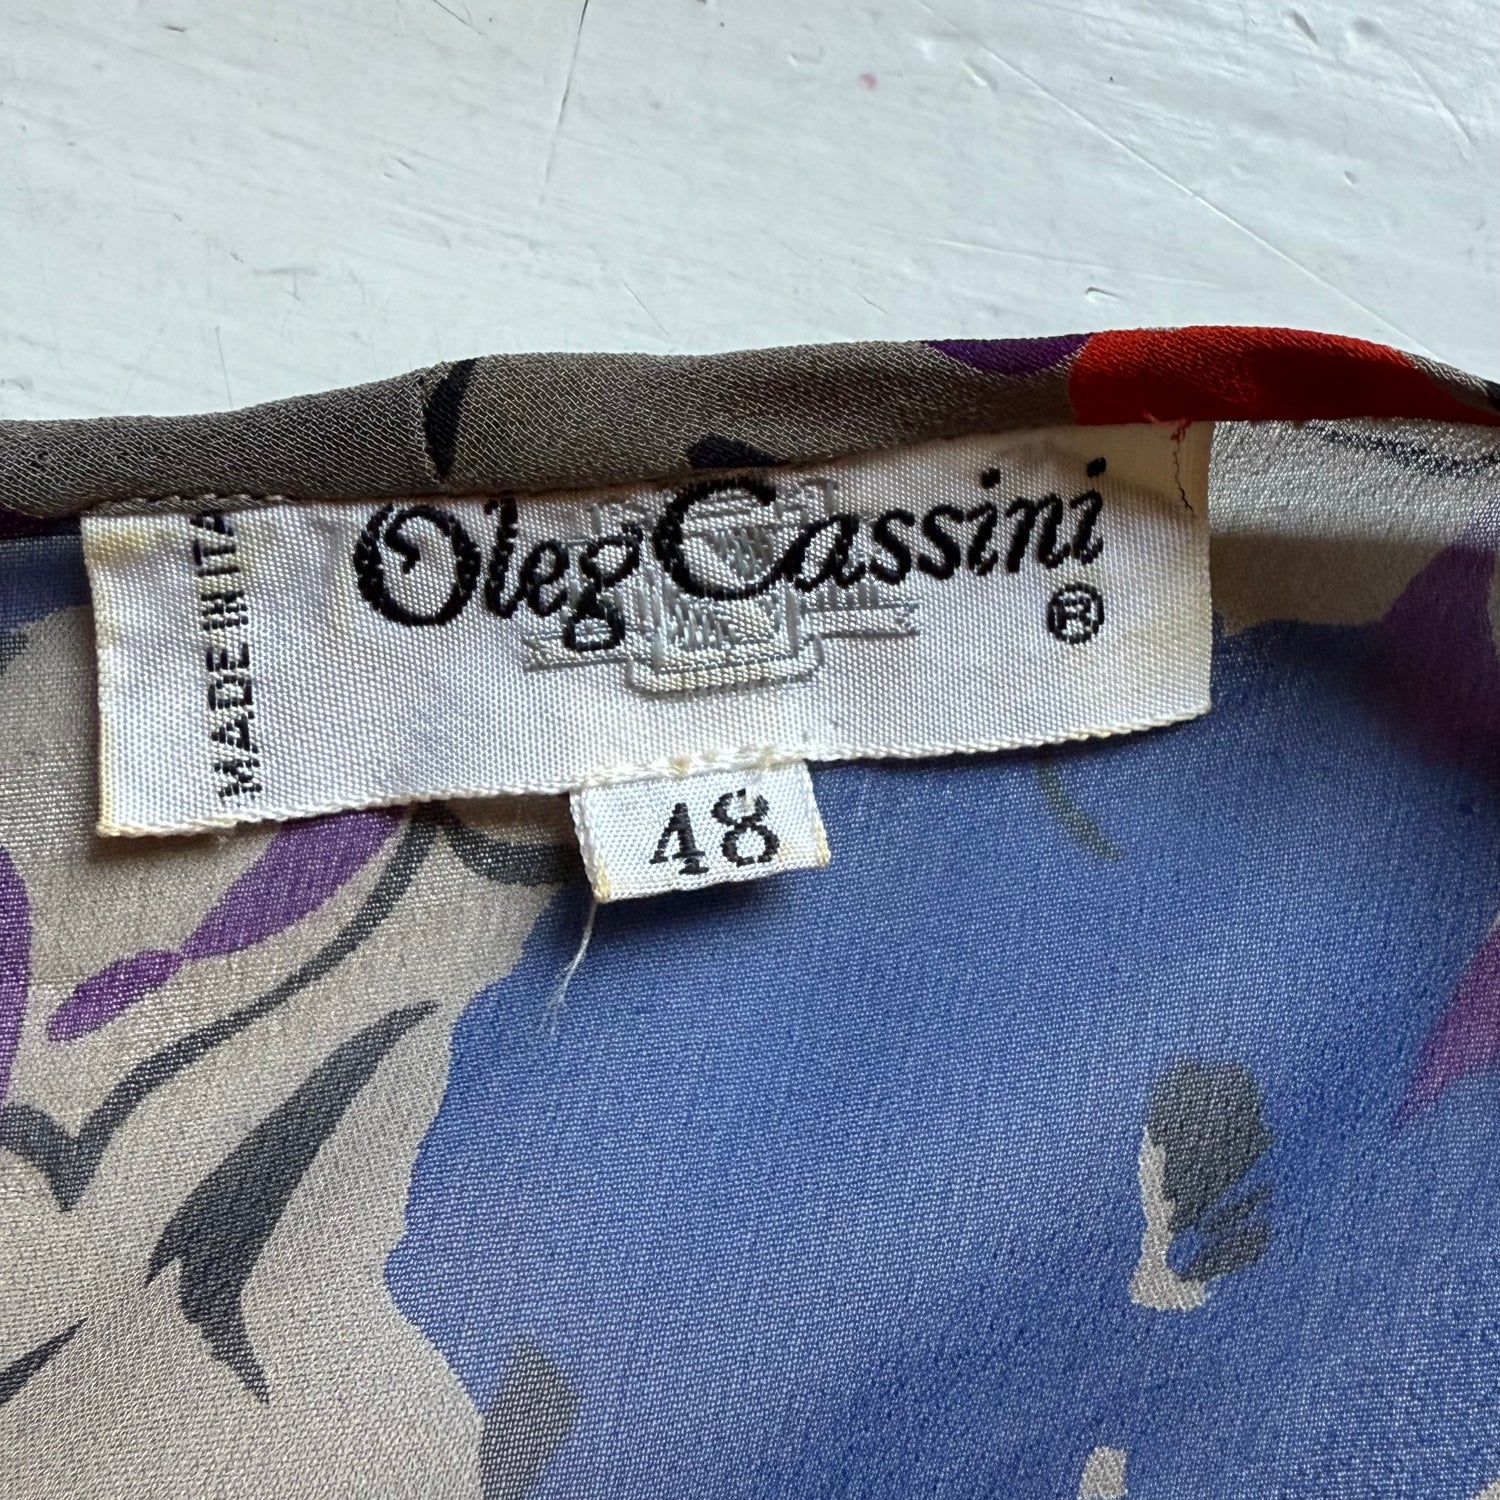 Oleg Cassini
®
MADE IN ITA
48